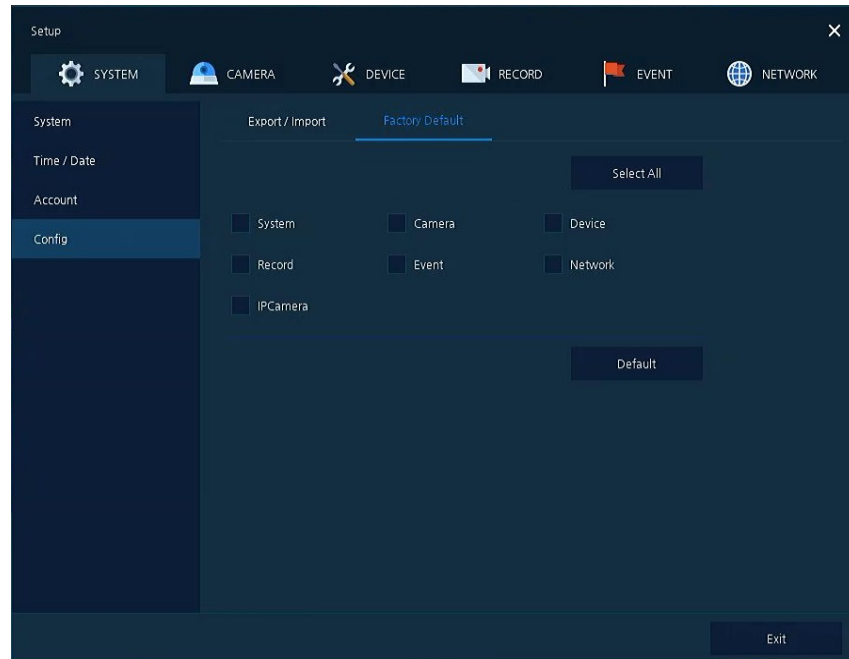 Setup
SYSTEM CAMERA DEVICE RECORD EVENT NETWORK
System
Time / Date
Account
Config
Export / Import Factory Default
Select All
System Camera Device
Record Event Network
IPCamera
Default
Exit